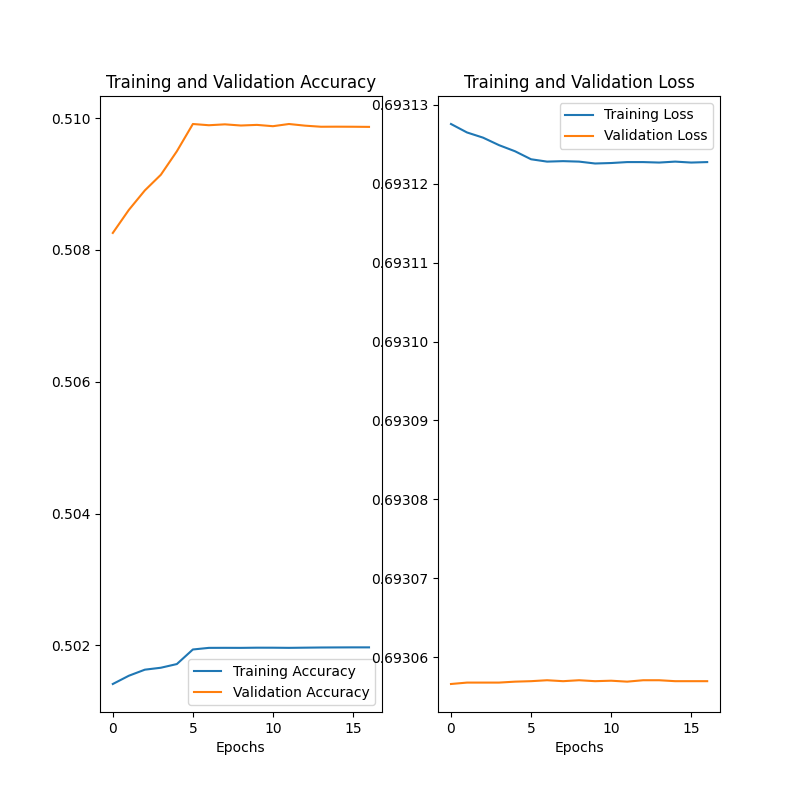 Training and Validation Accuracy
0.510
0.508
0.506
0.504
0.502
Training Accuracy
Validation Accuracy
0 5 10 15
Epochs
Training and Validation Loss
0.69313
0.69312
0.69311
0.69310
0.69309
0.69308
0.69307
0.69306
Training Loss
Validation Loss
0 5 10 15
Epochs